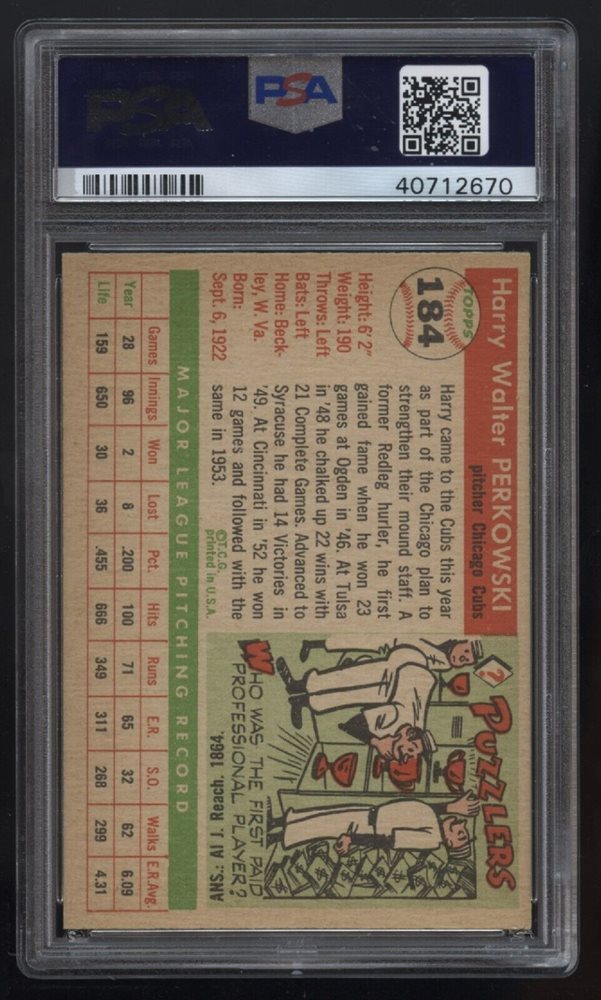 PSA
PSA
40712670
TOPPS
184
Harry Walter PERKOWSKI
pitcher Chicago Cubs
Height: 6' 2"
Weight: 190
Throws: Left
Bats: Left
Home: Beck-
ley, W. Va.
Born:
Sept. 6, 1922
Harry came to the Cubs this year
as part of the Chicago plan to
strengthen their mound staff. A
former Redleg hurler, he first
gained fame when he won 23
games at Ogden in '46. At Tulsa
in '48 he chalked up 22 wins with
21 Complete Games. Advanced to
Syracuse he had 14 Victories in
'49. At Cincinnati in '52 he won
12 games and followed with the
same in 1953.
©T.C.G.
printed in U.S.A.
? PUZZLERS
WHO WAS THE FIRST PAID
PROFESSIONAL PLAYER?
ANS.: Al J. Reach, 1864.
MAJOR LEAGUE PITCHING RECORD
Games Innings Won Lost Pct. Hits Runs E.R. S.O. Walks E.R.Avg.
Year 28 96 2 8 .200 100 71 65 32 62 6.09
Life 159 650 30 36 .455 666 349 311 268 299 4.31